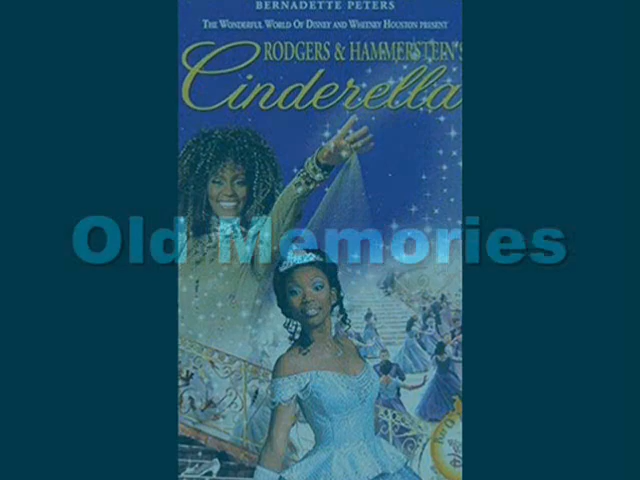 BERNADETTE PETERS
THE WONDERFUL WORLD OF DISNEY AND WHITNEY HOUSTON PRESENT
RODGERS & HAMMERSTEIN'S
Cinderella
Old Memories